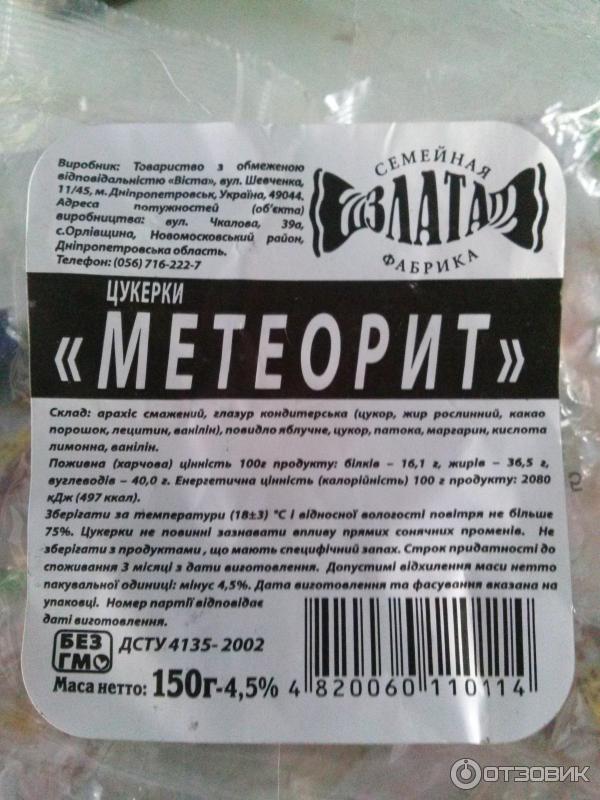 Виробник: Товариство з обмеженою
відповідальністю «Віста», вул. Шевченка,
11/45, м. Дніпропетровськ, Україна, 49044.
Адреса потужностей (об'єкта)
виробництва: вул. Чкалова, 39а,
с.Орлівщина, Новомосковський район,
Дніпропетровська область.
Телефон: (056) 716-222-7
СЕМЕЙНАЯ
ЗЛАТА
ФАБРИКА
ЦУКЕРКИ
«МЕТЕОРИТ»
Склад: арахіс смажений, глазур кондитерська (цукор, жир рослинний, какао
порошок, лецитин, ванілін), повидло яблучне, цукор, патока, маргарин, кислота
лимонна, ванілін.
Поживна (харчова) цінність 100г продукту: білків – 16,1 г, жирів – 36,5 г,
вуглеводів – 40,0 г. Енергетична цінність (калорійність) 100 г продукту: 2080
кДж (497 ккал).
Зберігати за температури (18±3) °С і відносної вологості повітря не більше
75%. Цукерки не повинні зазнавати впливу прямих сонячних променів. Не
зберігати з продуктами , що мають специфічний запах. Строк придатності до
споживання 3 місяці з дати виготовлення. Допустимі відхилення маси нетто
пакувальної одиниці: мінус 4,5%. Дата виготовлення та фасування вказана на
упаковці. Номер партії відповідає
даті виготовлення.
БЕЗ
ГМО
ДСТУ 4135- 2002
Маса нетто: 150г-4,5%
4 820060 110114
ОТЗОВИК